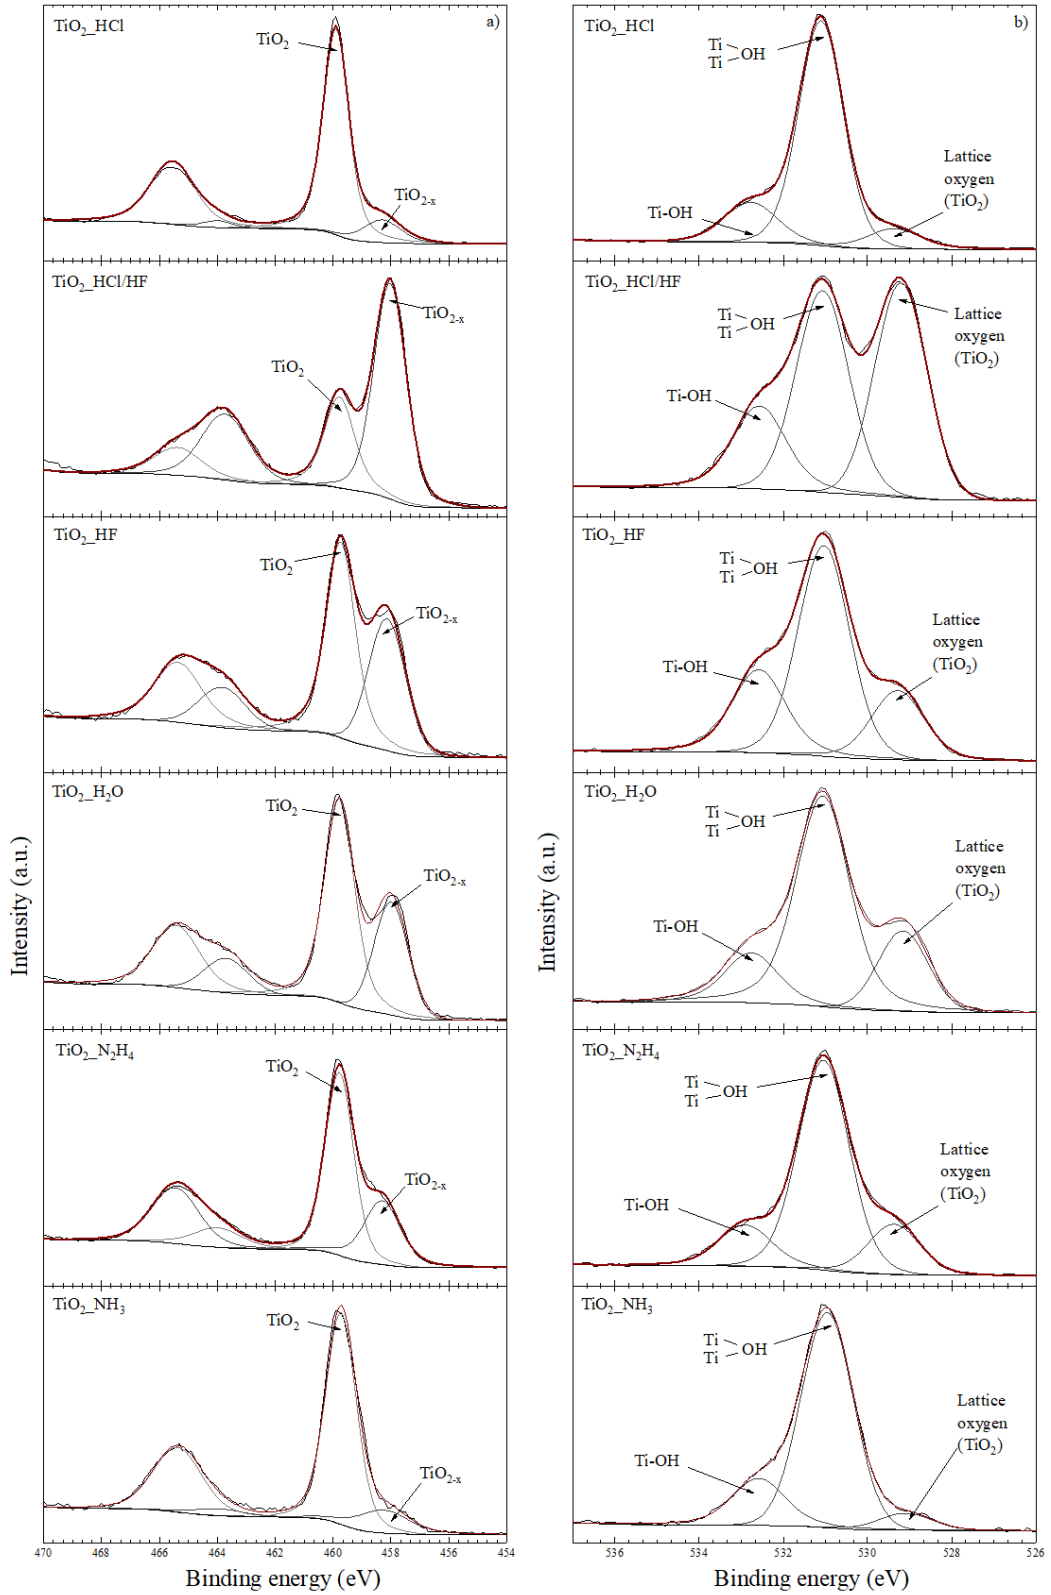 TiO2_HCl
a)
TiO2
TiO2-x
TiO2_HCl/HF
TiO2-x
TiO2
TiO2_HF
TiO2
TiO2-x
TiO2_H2O
TiO2
TiO2-x
TiO2_N2H4
TiO2
TiO2-x
TiO2_NH3
TiO2
TiO2-x
Intensity (a.u.)
470 468 466 464 462 460 458 456 454
Binding energy (eV)
TiO2_HCl
b)
Ti
OH
Ti
Lattice
oxygen
(TiO2)
Ti-OH
TiO2_HCl/HF
Ti
OH
Ti
Lattice
oxygen
(TiO2)
Ti-OH
TiO2_HF
Ti
OH
Ti
Lattice
oxygen
(TiO2)
Ti-OH
TiO2_H2O
Ti
OH
Ti
Lattice
oxygen
(TiO2)
Ti-OH
TiO2_N2H4
Ti
OH
Ti
Lattice
oxygen
(TiO2)
Ti-OH
TiO2_NH3
Ti
OH
Ti
Lattice
oxygen
(TiO2)
Ti-OH
Intensity (a.u.)
536 534 532 530 528 526
Binding energy (eV)